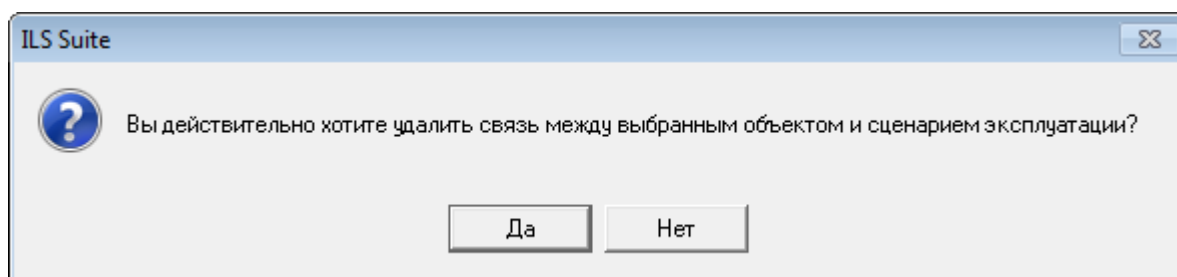 ILS Suite
Вы действительно хотите удалить связь между выбранным объектом и сценарием эксплуатации?
Да
Нет